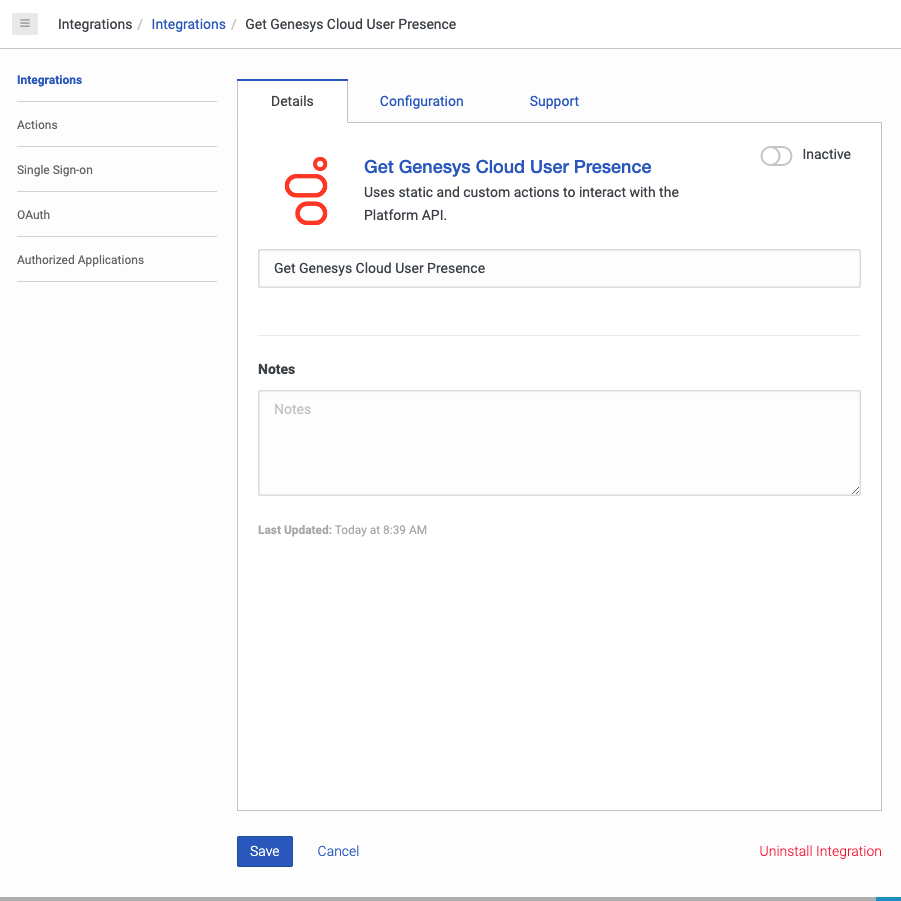 Integrations / Integrations / Get Genesys Cloud User Presence
Integrations
Actions
Single Sign-on
OAuth
Authorized Applications
Details
Configuration
Support
Get Genesys Cloud User Presence
Inactive
Uses static and custom actions to interact with the
Platform API.
Get Genesys Cloud User Presence
Notes
Notes
Last Updated: Today at 8:39 AM
Save
Cancel
Uninstall Integration